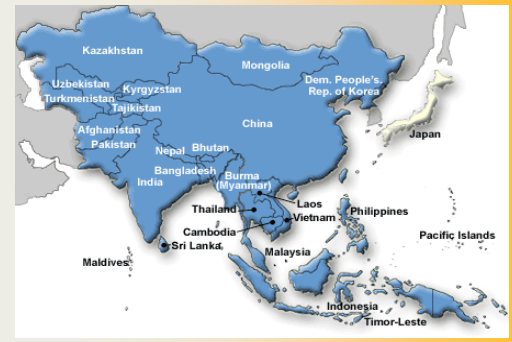 Kazakhstan
Mongolia
Uzbekistan
Kyrgyzstan
Dem. People's.
Rep. of Korea
Turkmenistan
Tajikistan
China
Afghanistan
Japan
Pakistan
Nepal
Bhutan
Bangladesh
India
Burma
(Myanmar)
Laos
Thailand
Vietnam
Philippines
Cambodia
Pacific Islands
Sri Lanka
Malaysia
Maldives
Indonesia
Timor-Leste